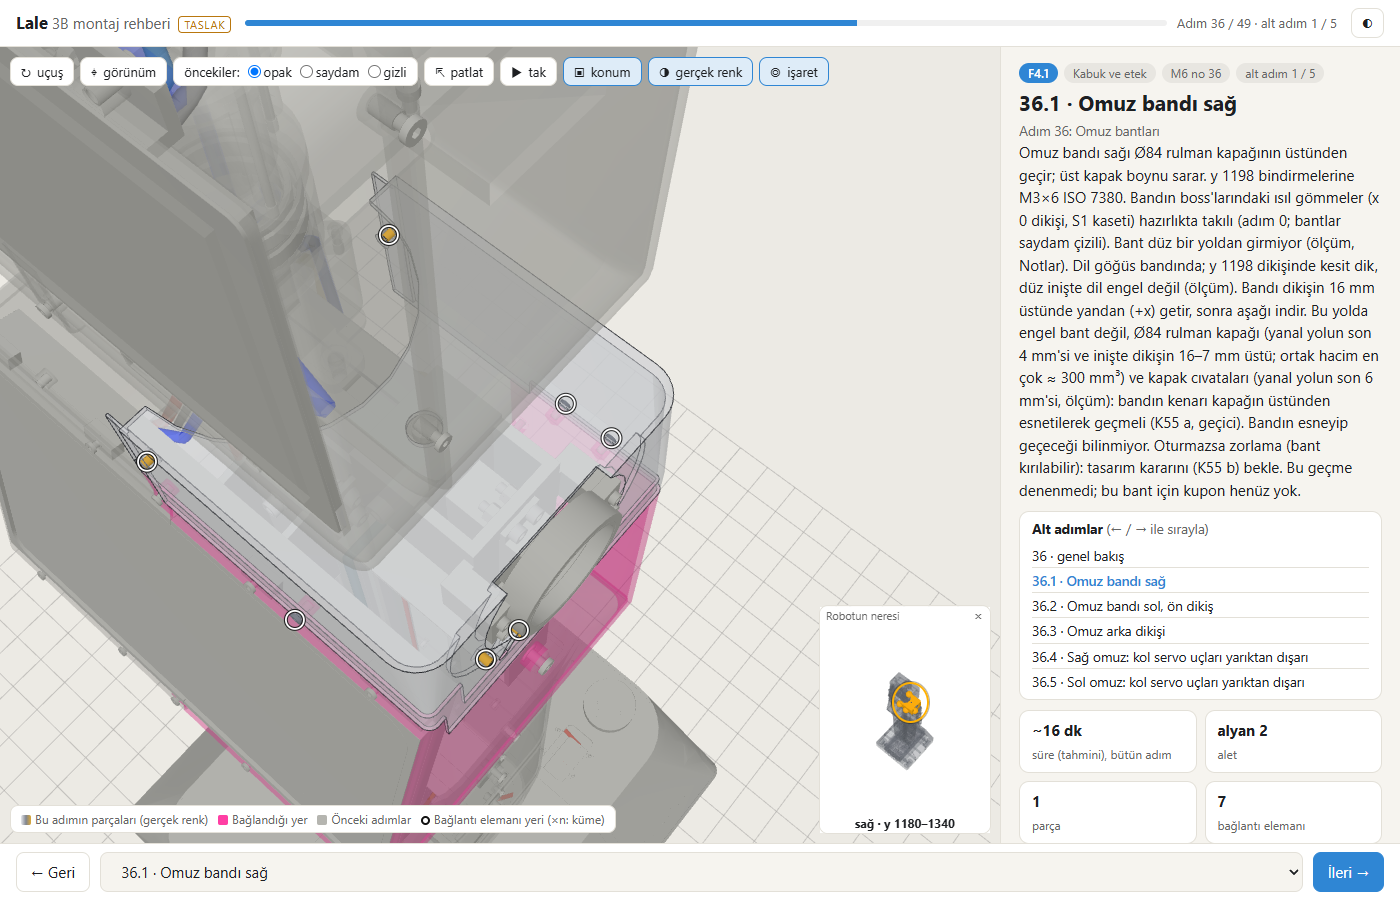 Lale 3B montaj rehberi TASLAK
Adım 36 / 49 · alt adım 1 / 5
↻ uçuş
⌖ görünüm
öncekiler: opak saydam gizli
⇱ patlat
▶ tak
▣ konum
◑ gerçek renk
◎ işaret
F4.1 Kabuk ve etek M6 no 36 alt adım 1 / 5
36.1 · Omuz bandı sağ
Adım 36: Omuz bantları
Omuz bandı sağı Ø84 rulman kapağının üstünden
geçir; üst kapak boynu sarar. y 1198 bindirmelerine
M3×6 ISO 7380. Bandın boss'larındaki ısıl gömmeler (x
0 dikişi, S1 kaseti) hazırlıkta takılı (adım 0; bantlar
saydam çizili). Bant düz bir yoldan girmiyor (ölçüm,
Notlar). Dil göğüs bandında; y 1198 dikişinde kesit dik,
düz inişte dil engel değil (ölçüm). Bandı dikişin 16 mm
üstünde yandan (+x) getir, sonra aşağı indir. Bu yolda
engel bant değil, Ø84 rulman kapağı (yanal yolun son
4 mm'si ve inişte dikişin 16–7 mm üstü; ortak hacim en
çok ≈ 300 mm³) ve kapak cıvataları (yanal yolun son 6
mm'si, ölçüm): bandın kenarı kapağın üstünden
esnetilerek geçmeli (K55 a, geçici). Bandın esneyip
geçeceği bilinmiyor. Oturmazsa zorlama (bant
kırılabilir): tasarım kararını (K55 b) bekle. Bu geçme
denenmedi; bu bant için kupon henüz yok.
Alt adımlar (← / → ile sırayla)
36 · genel bakış
36.1 · Omuz bandı sağ
36.2 · Omuz bandı sol, ön dikiş
36.3 · Omuz arka dikişi
36.4 · Sağ omuz: kol servo uçları yarıktan dışarı
36.5 · Sol omuz: kol servo uçları yarıktan dışarı
~16 dk
süre (tahmini), bütün adım
alyan 2
alet
1
parça
7
bağlantı elemanı
Robotun neresi ×
sağ · y 1180–1340
Bu adımın parçaları (gerçek renk) Bağlandığı yer Önceki adımlar Bağlantı elemanı yeri (×n: küme)
← Geri
36.1 · Omuz bandı sağ
İleri →